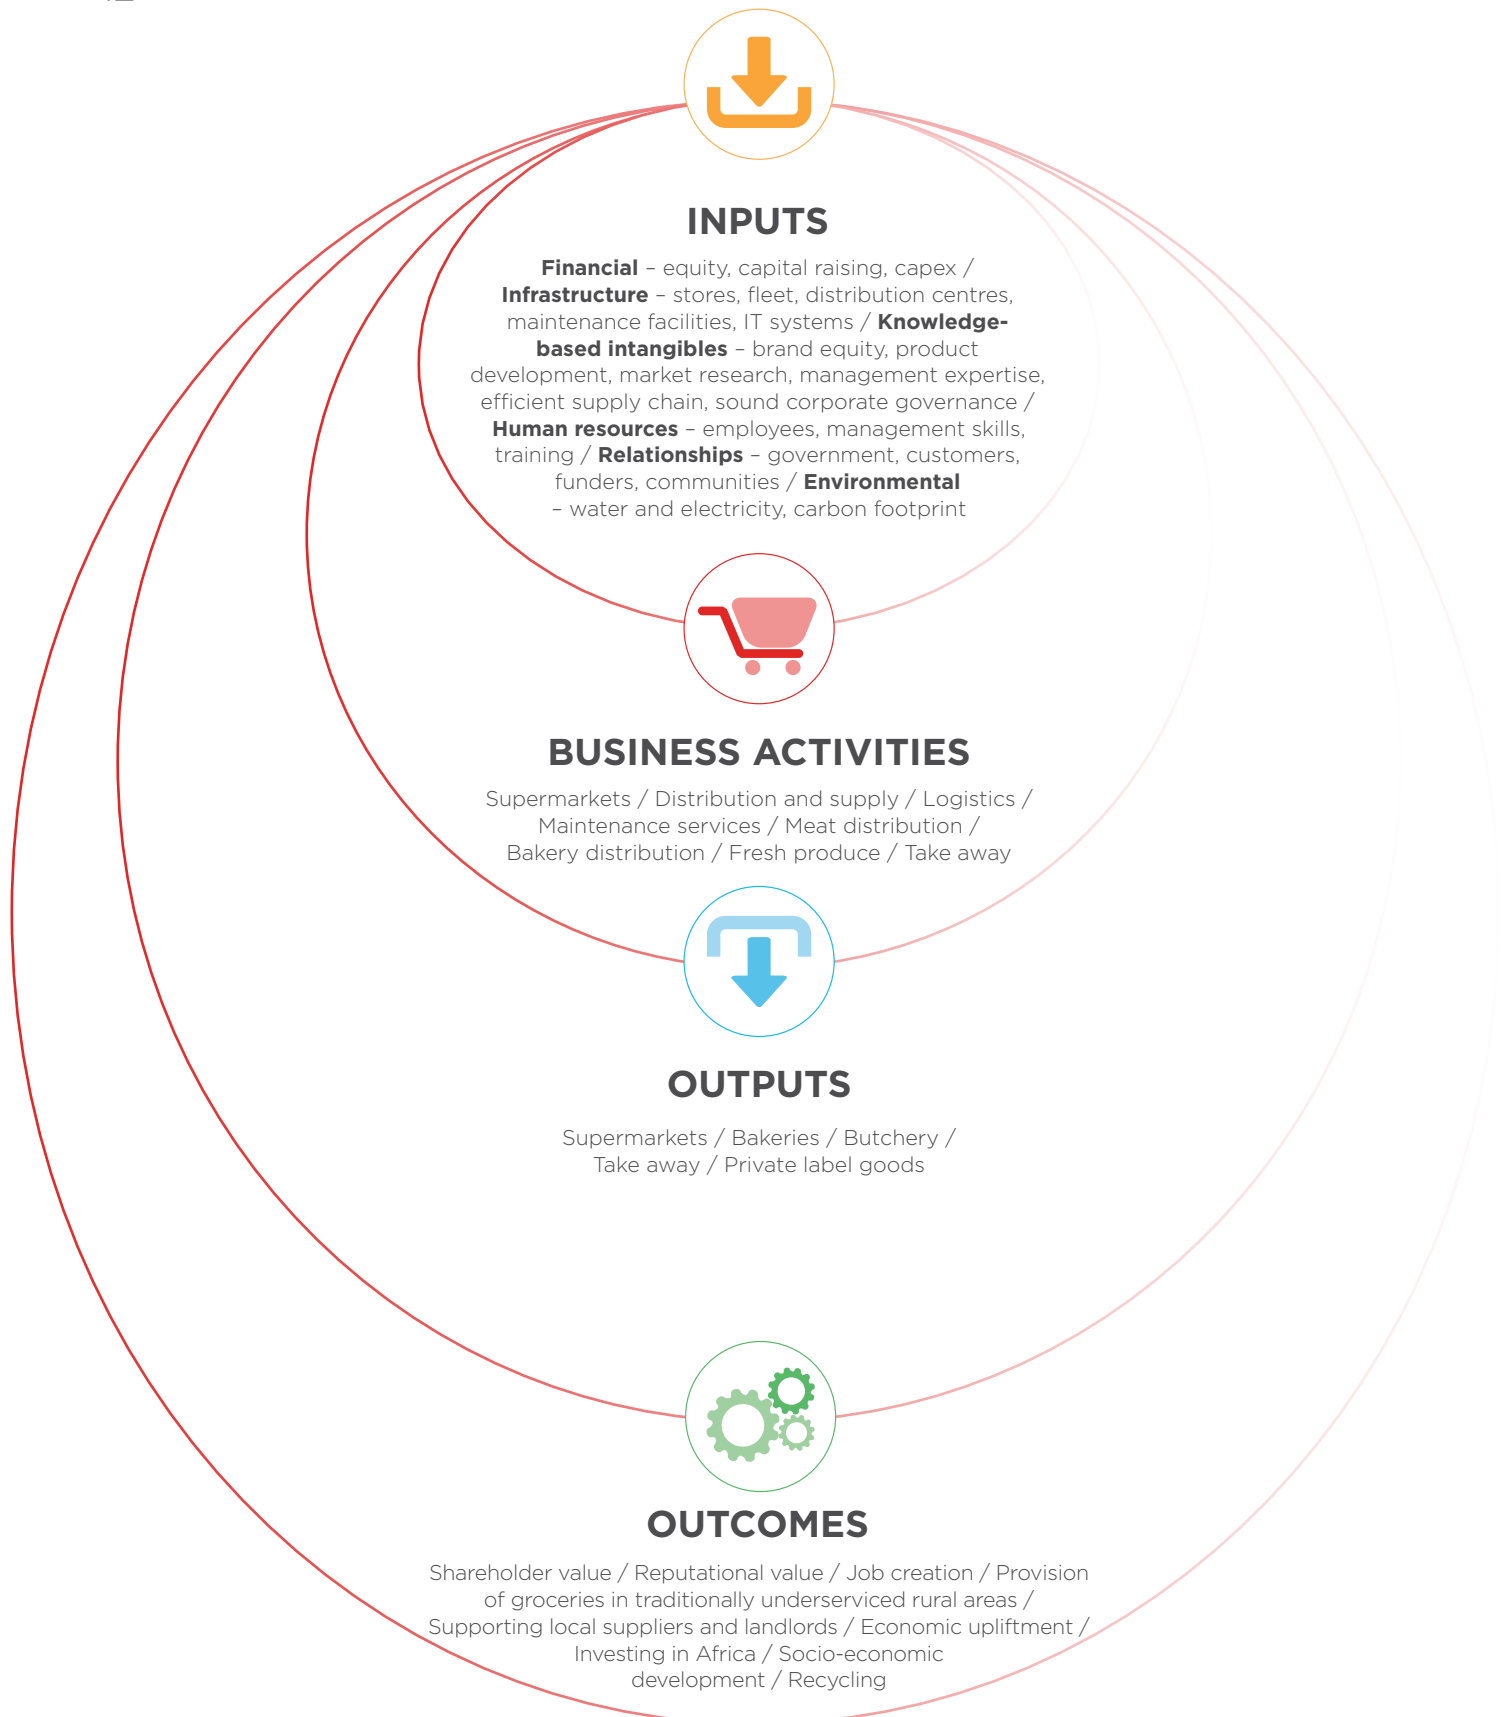 INPUTS
Financial – equity, capital raising, capex /
Infrastructure – stores, fleet, distribution centres,
maintenance facilities, IT systems / Knowledge-
based intangibles – brand equity, product
development, market research, management expertise,
efficient supply chain, sound corporate governance /
Human resources – employees, management skills,
training / Relationships – government, customers,
funders, communities / Environmental
– water and electricity, carbon footprint
BUSINESS ACTIVITIES
Supermarkets / Distribution and supply / Logistics /
Maintenance services / Meat distribution /
Bakery distribution / Fresh produce / Take away
OUTPUTS
Supermarkets / Bakeries / Butchery /
Take away / Private label goods
OUTCOMES
Shareholder value / Reputational value / Job creation / Provision
of groceries in traditionally underserviced rural areas /
Supporting local suppliers and landlords / Economic upliftment /
Investing in Africa / Socio-economic
development / Recycling